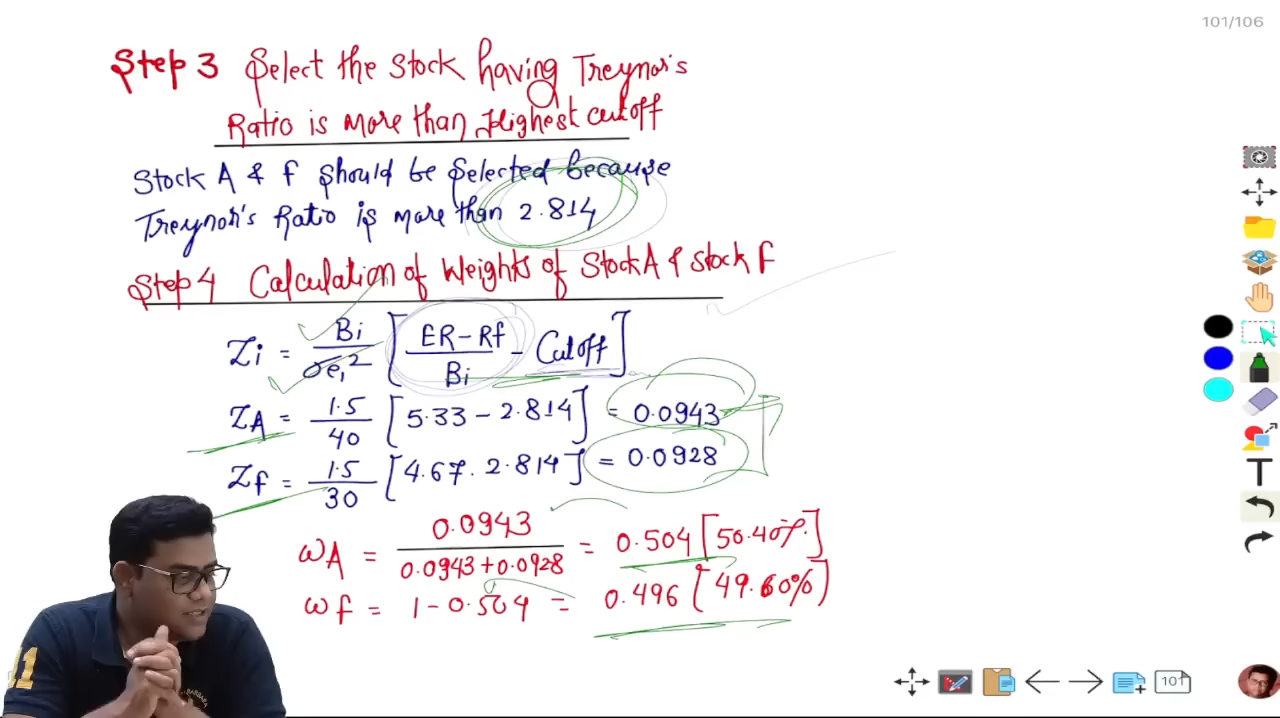 101/106
Step 3 Select the Stock having Treynor's
Ratio is more than Highest cutoff
Stock A & f should be selected because
Treynor's Ratio is more than 2.814
Step 4 Calculation of Weights of Stock A & Stock f
Zi = Bi / σei² [ ER-Rf / Bi - Cutoff ]
ZA = 1.5 / 40 [ 5.33 - 2.814 ] = 0.0943
Zf = 1.5 / 30 [ 4.67 - 2.814 ] = 0.0928
ωA = 0.0943 / 0.0943+0.0928 = 0.504 [50.40%]
ωf = 1-0.504 = 0.496 (49.60%)
21
BARBARA
T
101